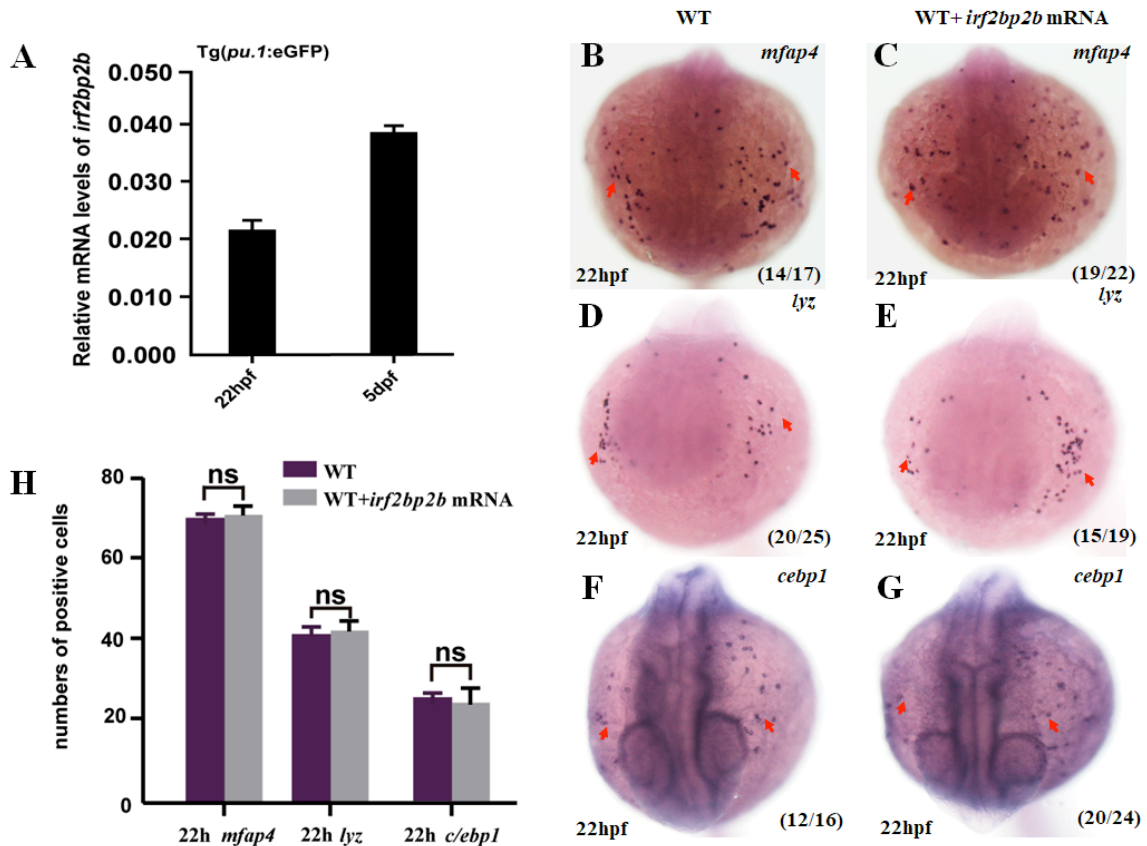 A
Tg(pu.1:eGFP)
Relative mRNA levels of irf2bp2b
0.050
0.040
0.030
0.020
0.010
0.000
22hpf
5dpf
WT
WT+ irf2bp2b mRNA
B
mfap4
22hpf
(14/17)
C
mfap4
22hpf
(19/22)
D
lyz
22hpf
(20/25)
E
lyz
22hpf
(15/19)
F
cebp1
22hpf
(12/16)
G
cebp1
22hpf
(20/24)
H
WT
WT+irf2bp2b mRNA
numbers of positive cells
80
60
40
20
0
ns
ns
ns
22h mfap4
22h lyz
22h c/ebp1